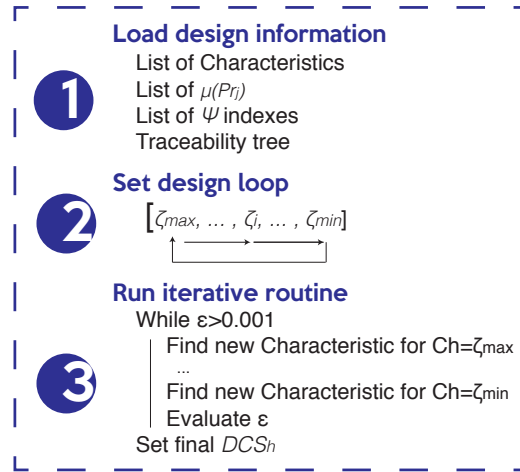 1
Load design information
List of Characteristics
List of μ(Prj)
List of Ψ indexes
Traceability tree
2
Set design loop
[ζmax, ... , ζi, ... , ζmin]
3
Run iterative routine
While ε>0.001
Find new Characteristic for Ch=ζmax
...
Find new Characteristic for Ch=ζmin
Evaluate ε
Set final DCSh